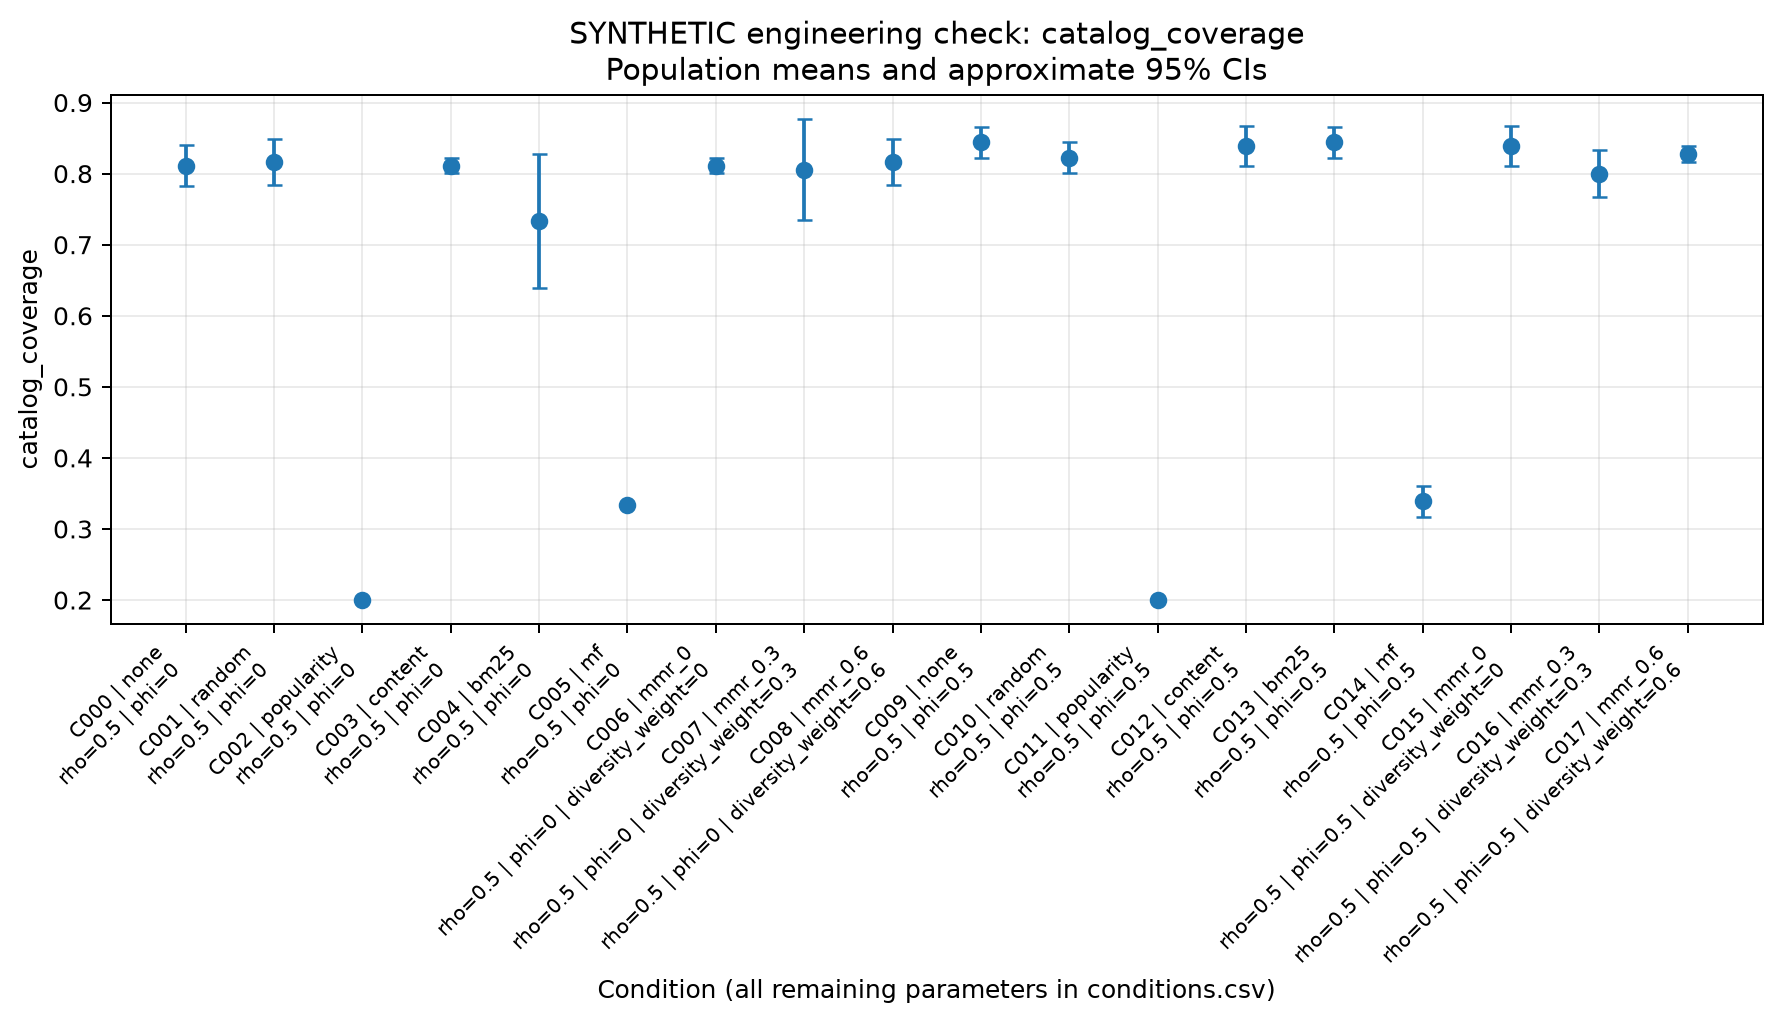 SYNTHETIC engineering check: catalog_coverage
Population means and approximate 95% CIs
catalog_coverage
0.9
0.8
0.7
0.6
0.5
0.4
0.3
0.2
C000 | none
rho=0.5 | phi=0
C001 | random
rho=0.5 | phi=0
C002 | popularity
rho=0.5 | phi=0
C003 | content
rho=0.5 | phi=0
C004 | bm25
rho=0.5 | phi=0
C005 | mf
rho=0.5 | phi=0
C006 | mmr_0
rho=0.5 | phi=0 | diversity_weight=0
C007 | mmr_0.3
rho=0.5 | phi=0 | diversity_weight=0.3
C008 | mmr_0.6
rho=0.5 | phi=0 | diversity_weight=0.6
C009 | none
rho=0.5 | phi=0.5
C010 | random
rho=0.5 | phi=0.5
C011 | popularity
rho=0.5 | phi=0.5
C012 | content
rho=0.5 | phi=0.5
C013 | bm25
rho=0.5 | phi=0.5
C014 | mf
rho=0.5 | phi=0.5
C015 | mmr_0
rho=0.5 | phi=0.5 | diversity_weight=0
C016 | mmr_0.3
rho=0.5 | phi=0.5 | diversity_weight=0.3
C017 | mmr_0.6
rho=0.5 | phi=0.5 | diversity_weight=0.6
Condition (all remaining parameters in conditions.csv)